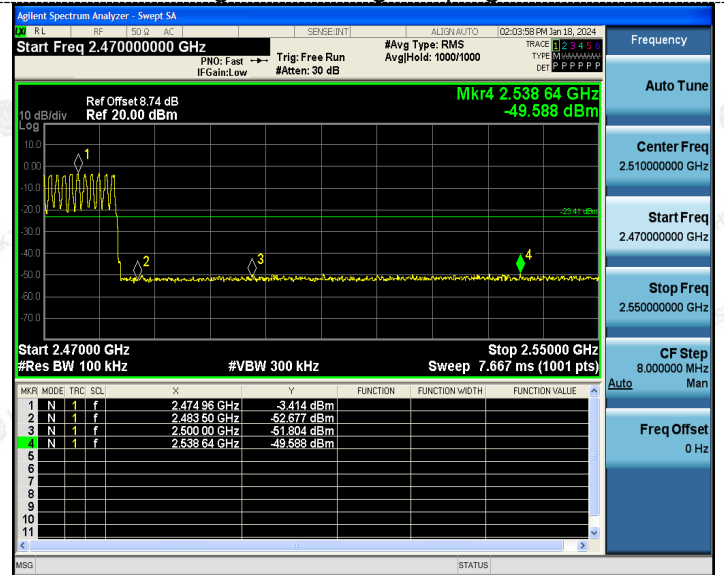 Agilent Spectrum Analyzer - Swept SA
LXI RL RF 50 Ω AC SENSE:INT ALIGN AUTO 02:03:58 PM Jan 18, 2024
Start Freq 2.470000000 GHz #Avg Type: RMS TRACE 1 2 3 4 5 6 Frequency
PNO: Fast Trig: Free Run Avg|Hold: 1000/1000 TYPE M
IFGain:Low #Atten: 30 dB DET P P P P P P
Auto Tune
Mkr4 2.538 64 GHz
Ref Offset 8.74 dB
10 dB/div Ref 20.00 dBm -49.588 dBm
Log
10.0
0.00
-10.0
-20.0
-30.0
-40.0
-50.0
-60.0
-70.0
1
2
3
4
-23.41 dBm
Center Freq
2.510000000 GHz
Start Freq
2.470000000 GHz
Stop Freq
2.550000000 GHz
Start 2.47000 GHz Stop 2.55000 GHz
#Res BW 100 kHz #VBW 300 kHz Sweep 7.667 ms (1001 pts)
CF Step
8.000000 MHz
Auto Man
Freq Offset
0 Hz
MKR MODE TRC SCL X Y FUNCTION FUNCTION WIDTH FUNCTION VALUE
1 N 1 f 2.474 96 GHz -3.414 dBm
2 N 1 f 2.483 50 GHz -52.677 dBm
3 N 1 f 2.500 00 GHz -51.804 dBm
4 N 1 f 2.538 64 GHz -49.588 dBm
5
6
7
8
9
10
11
MSG STATUS